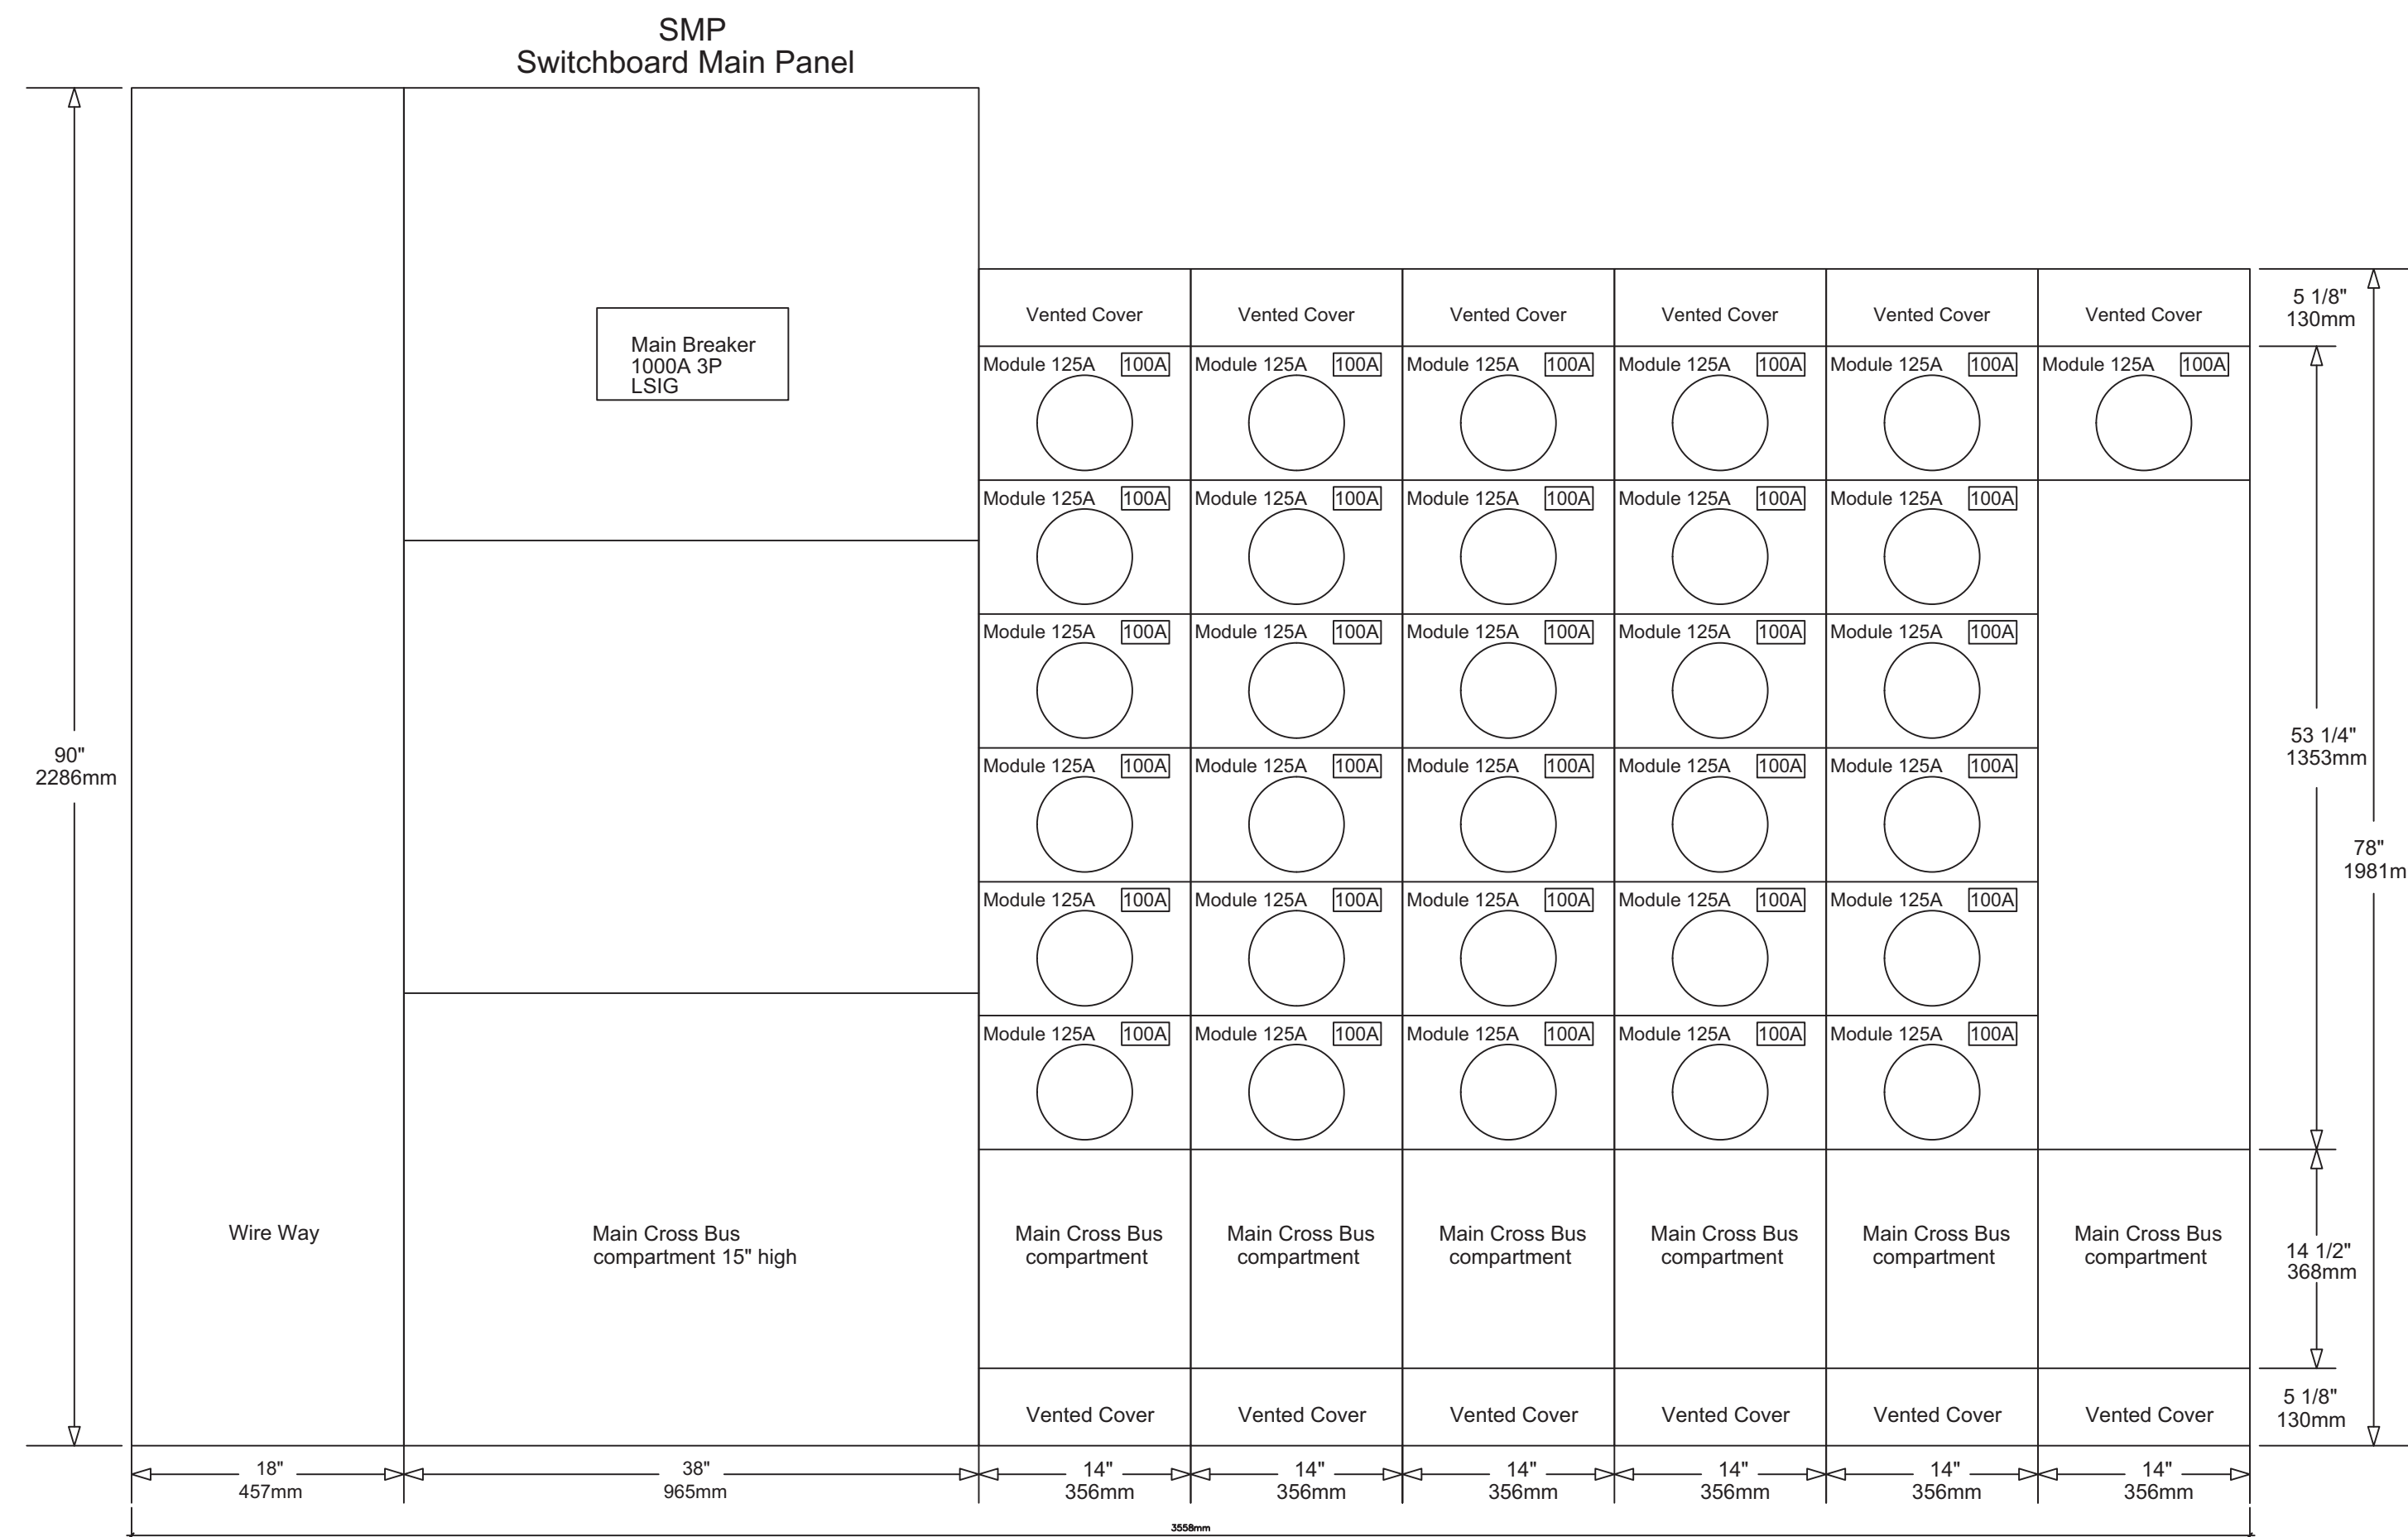 SMP
Switchboard Main Panel
Main Breaker
1000A 3P
LSIG
Vented Cover Vented Cover Vented Cover Vented Cover Vented Cover Vented Cover
5 1/8"
130mm
Module 125A 100A Module 125A 100A Module 125A 100A Module 125A 100A Module 125A 100A Module 125A 100A
Module 125A 100A Module 125A 100A Module 125A 100A Module 125A 100A Module 125A 100A
Module 125A 100A Module 125A 100A Module 125A 100A Module 125A 100A Module 125A 100A
90"
2286mm
53 1/4"
1353mm
Module 125A 100A Module 125A 100A Module 125A 100A Module 125A 100A Module 125A 100A
78"
1981m
Module 125A 100A Module 125A 100A Module 125A 100A Module 125A 100A Module 125A 100A
Module 125A 100A Module 125A 100A Module 125A 100A Module 125A 100A Module 125A 100A
Wire Way
Main Cross Bus
compartment 15" high
Main Cross Bus
compartment
Main Cross Bus
compartment
Main Cross Bus
compartment
Main Cross Bus
compartment
Main Cross Bus
compartment
Main Cross Bus
compartment
14 1/2"
368mm
Vented Cover Vented Cover Vented Cover Vented Cover Vented Cover Vented Cover
5 1/8"
130mm
18" 38" 14" 14" 14" 14" 14" 14"
457mm 965mm 356mm 356mm 356mm 356mm 356mm 356mm
3558mm